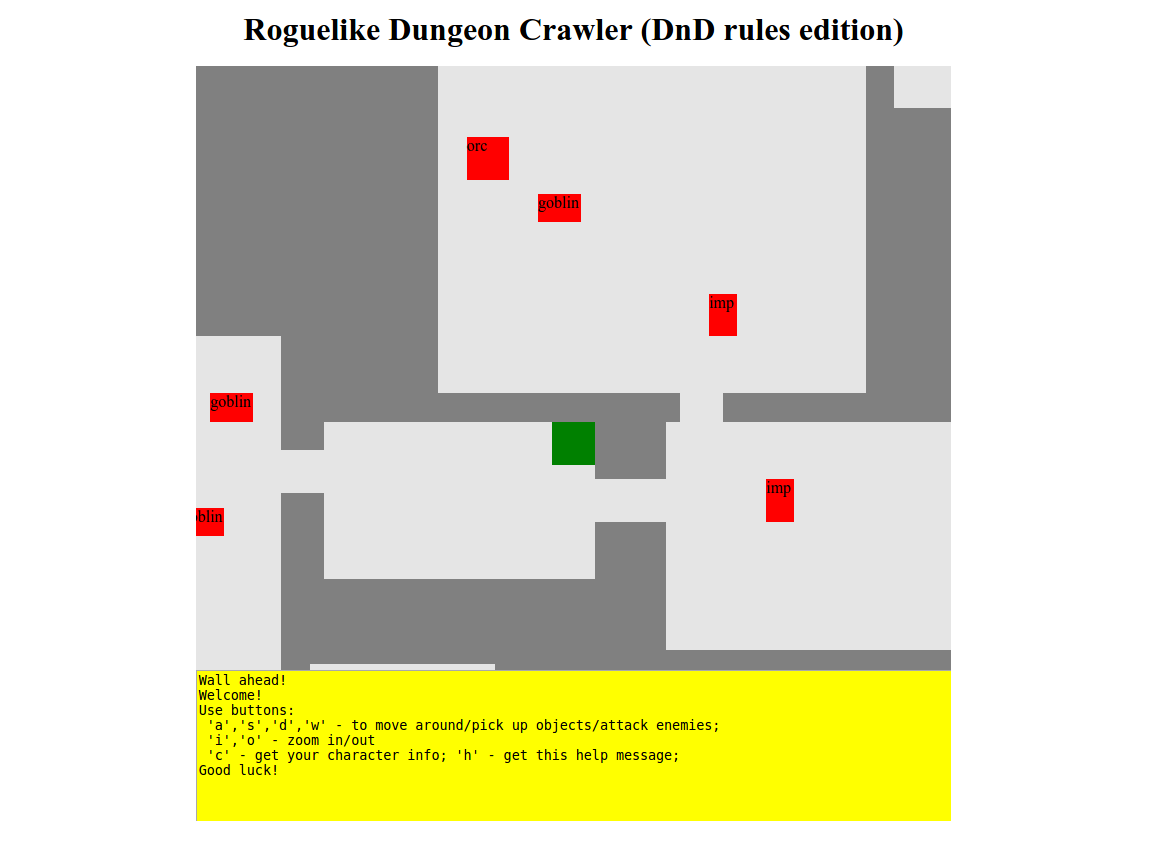 Roguelike Dungeon Crawler (DnD rules edition)
orc
goblin
imp
goblin
imp
oblin
Wall ahead!
Welcome!
Use buttons:
 'a','s','d','w' - to move around/pick up objects/attack enemies;
 'i','o' - zoom in/out
 'c' - get your character info; 'h' - get this help message;
Good luck!